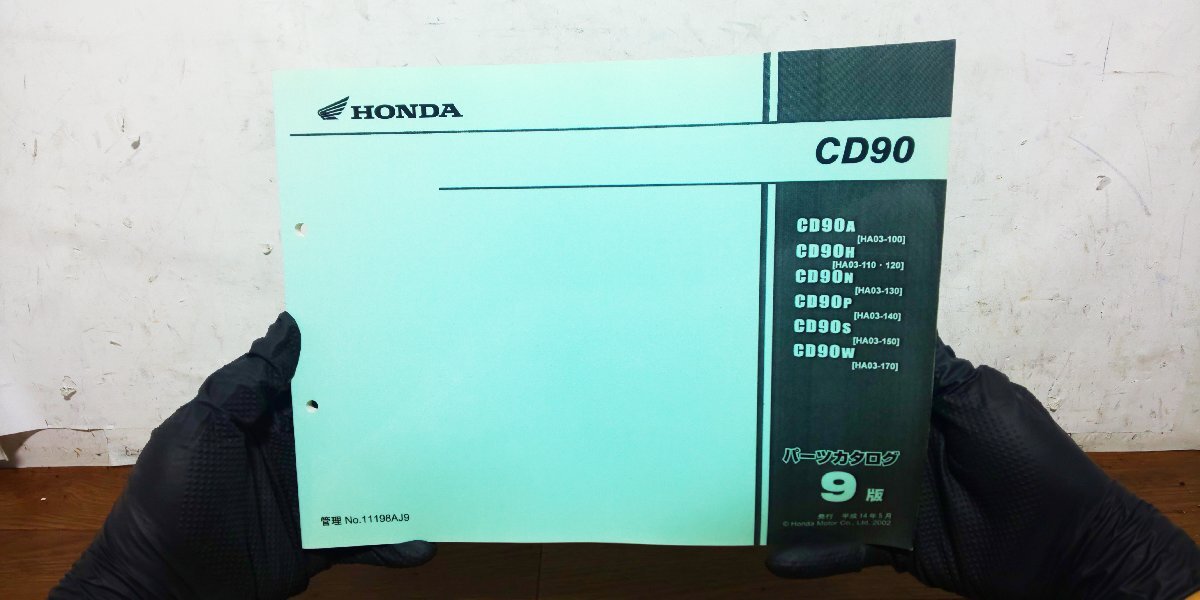 HONDA
CD90
CD90A
[HA03-100]
CD90H
[HA03-110・120]
CD90N
[HA03-130]
CD90P
[HA03-140]
CD90S
[HA03-150]
CD90W
[HA03-170]
パーツカタログ
9 版
発行 平成14年5月
© Honda Motor Co., Ltd. 2002
管理 No.11198AJ9